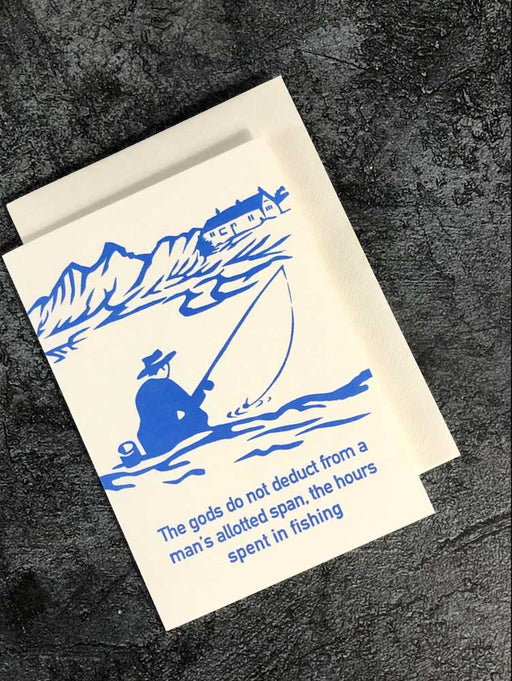 The gods do not deduct from a
man's allotted span, the hours
spent in fishing